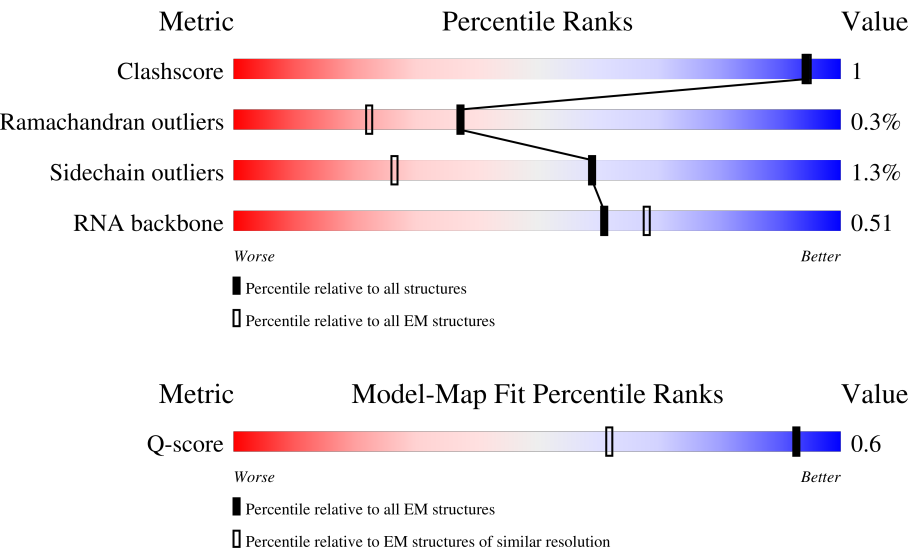 Metric Percentile Ranks Value
Clashscore 1
Ramachandran outliers 0.3%
Sidechain outliers 1.3%
RNA backbone 0.51
Worse Better
Percentile relative to all structures
Percentile relative to all EM structures
Metric Model-Map Fit Percentile Ranks Value
Q-score 0.6
Worse Better
Percentile relative to all EM structures
Percentile relative to EM structures of similar resolution